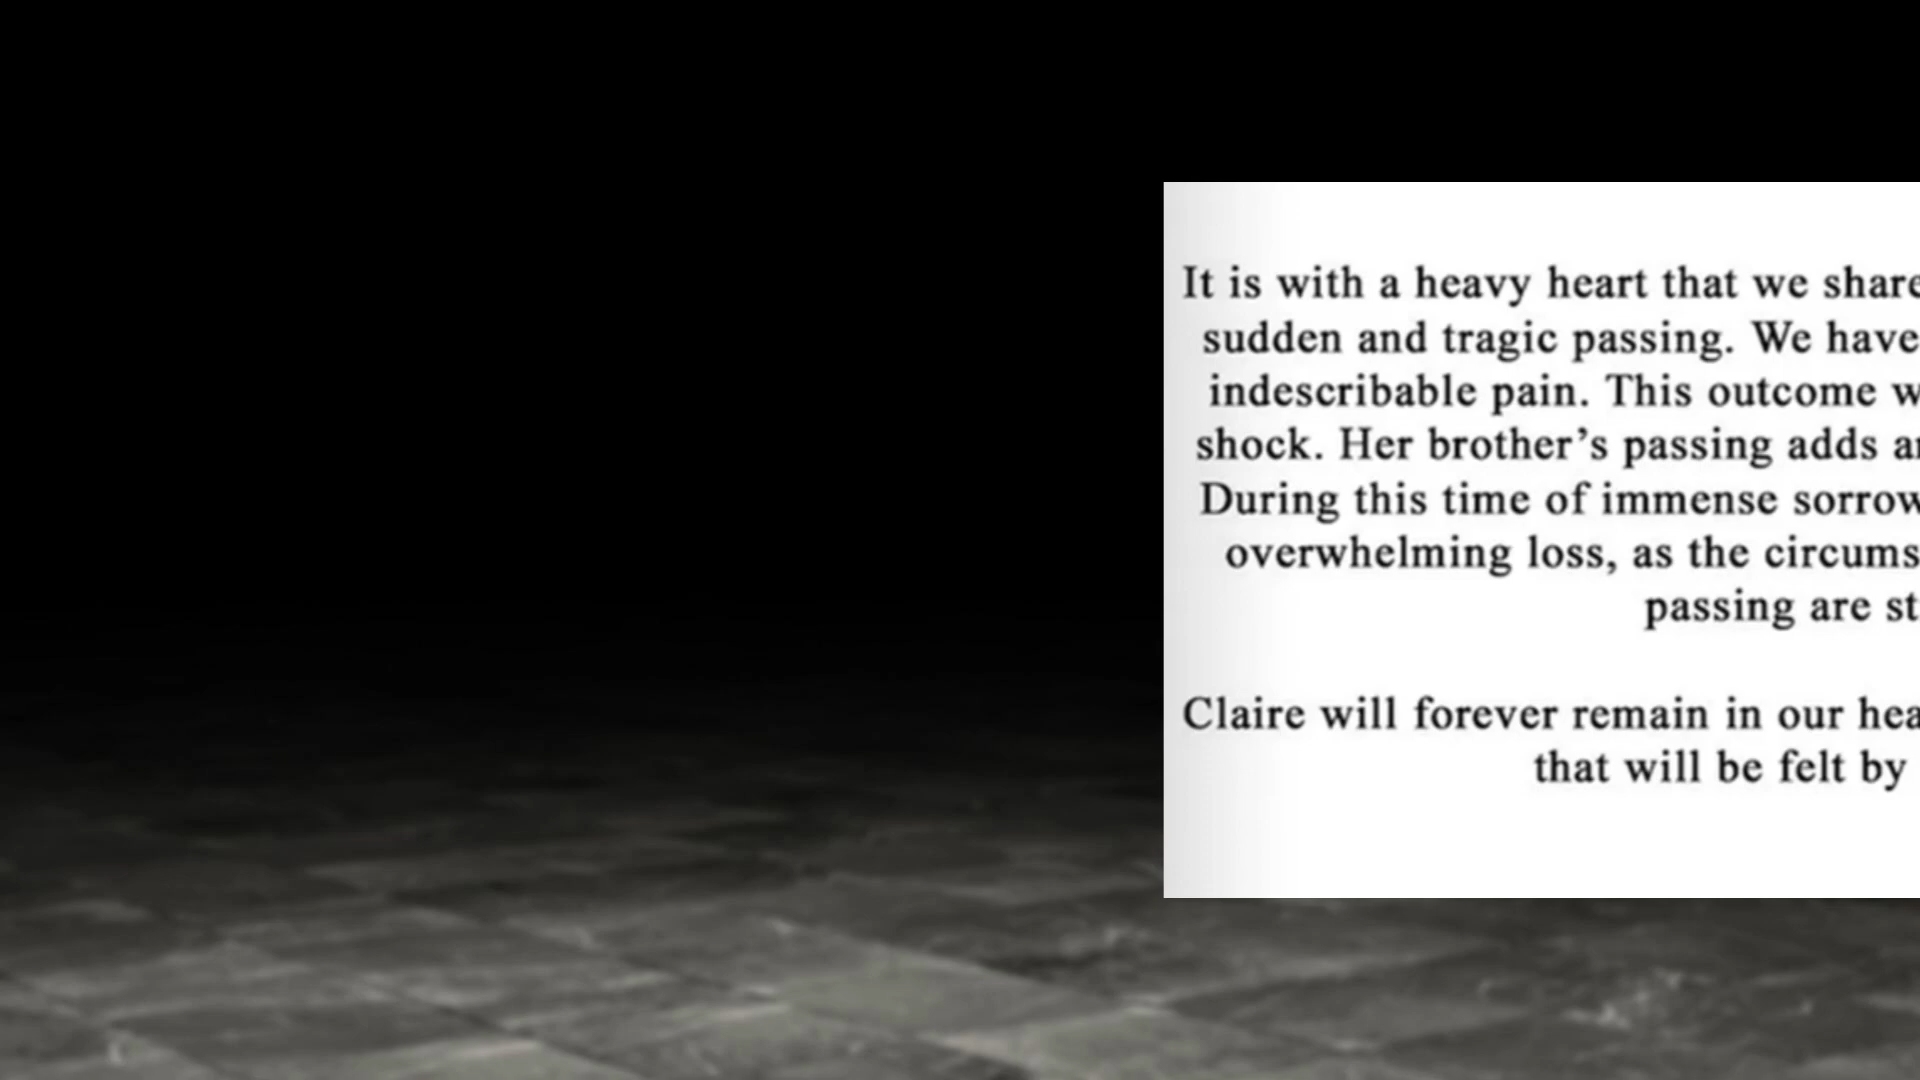 It is with a heavy heart that we share
sudden and tragic passing. We have
indescribable pain. This outcome
shock. Her brother’s passing adds
During this time of immense sorrow
overwhelming loss, as the
passing are
Claire will forever remain in our
that will be felt by